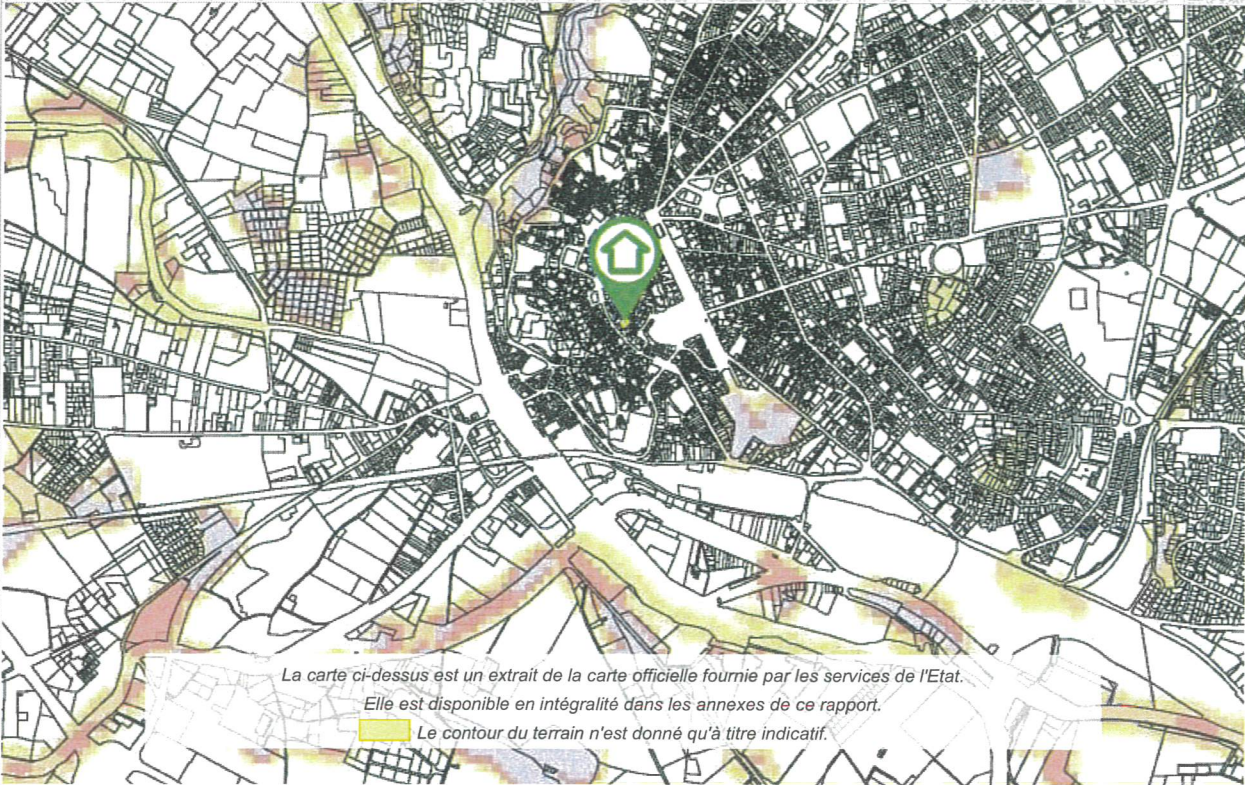 La carte ci-dessus est un extrait de la carte officielle fournie par les services de l'Etat.
Elle est disponible en intégralité dans les annexes de ce rapport.
Le contour du terrain n'est donné qu'à titre indicatif.